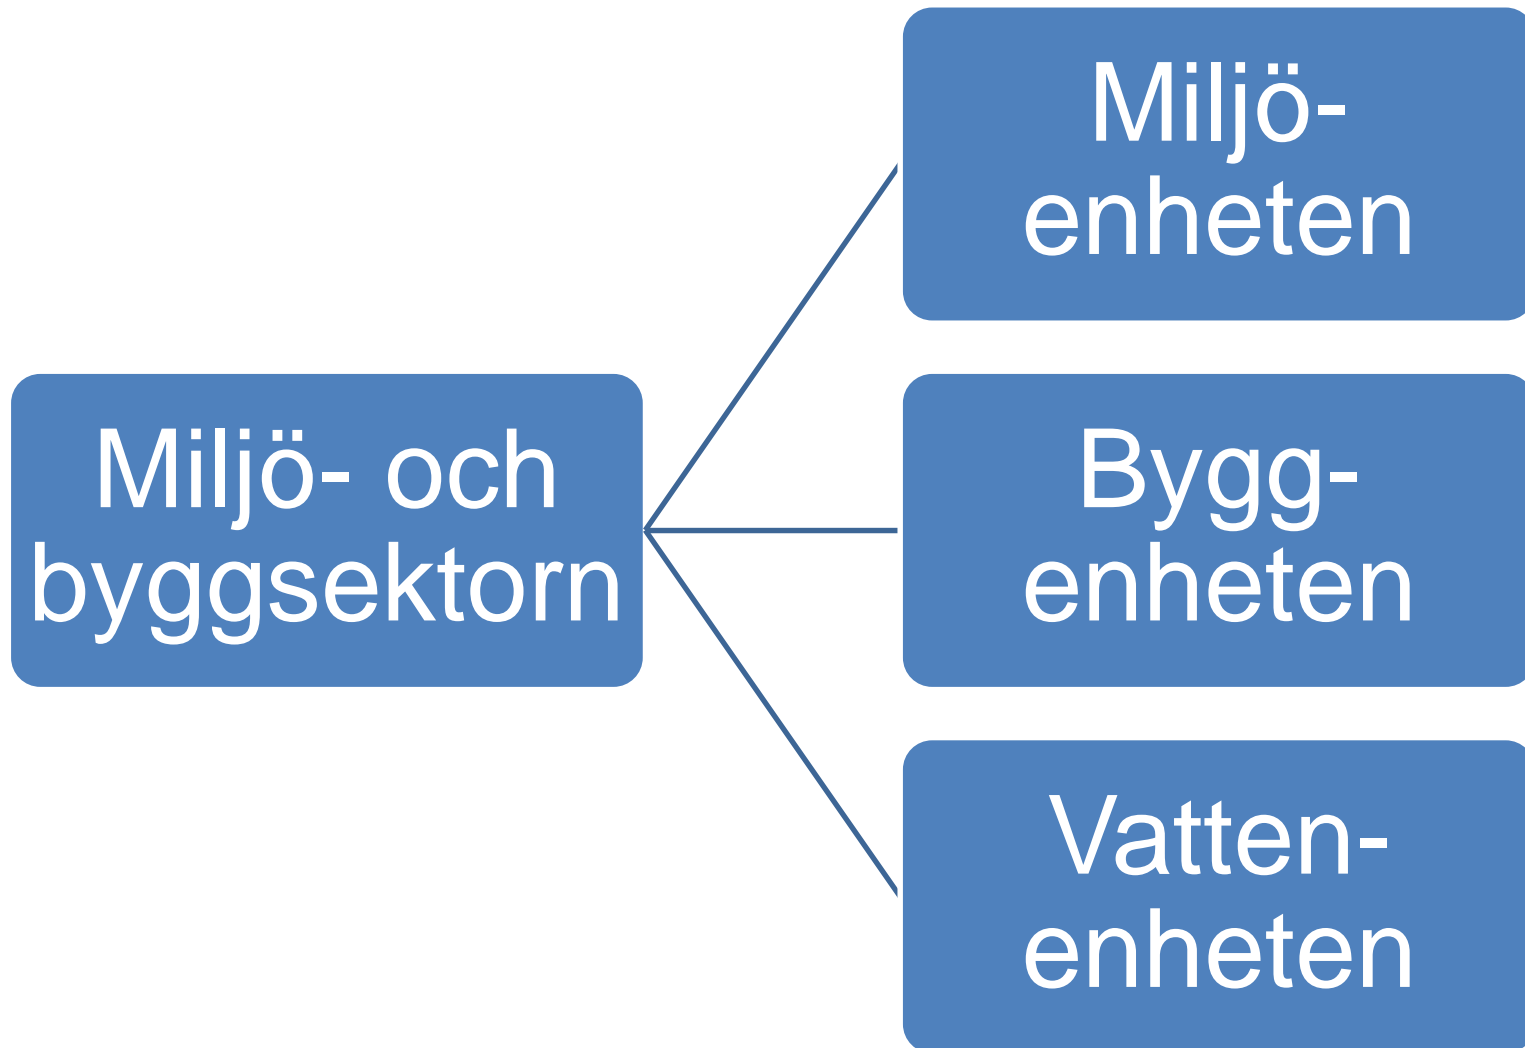 Miljö- och
byggsektorn
Miljö-
enheten
Bygg-
enheten
Vatten-
enheten